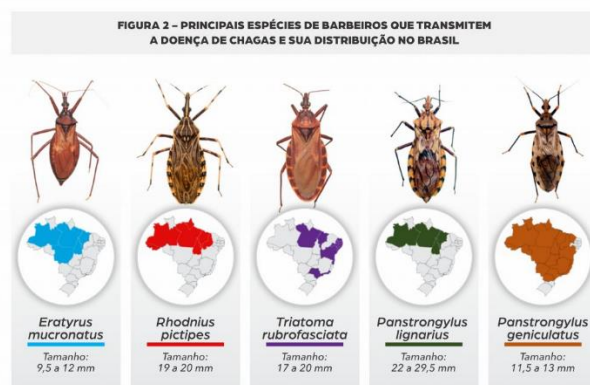 FIGURA 2 – PRINCIPAIS ESPÉCIES DE BARBEIROS QUE TRANSMITEM
A DOENÇA DE CHAGAS E SUA DISTRIBUIÇÃO NO BRASIL
Eratyrus
mucronatus
Tamanho:
9,5 a 12 mm
Rhodnius
pictipes
Tamanho:
19 a 20 mm
Triatoma
rubrofasciata
Tamanho:
17 a 20 mm
Panstrongylus
lignarius
Tamanho:
22 a 29,5 mm
Panstrongylus
geniculatus
Tamanho:
11,5 a 13 mm